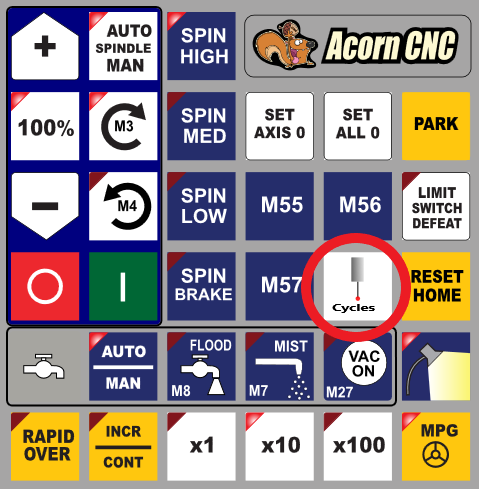 +
AUTO
SPINDLE
MAN
SPIN
HIGH
Acorn CNC
100%
M3
SPIN
MED
SET
AXIS 0
SET
ALL 0
PARK
-
M4
SPIN
LOW
M55
M56
LIMIT
SWITCH
DEFEAT
SPIN
BRAKE
M57
Cycles
RESET
HOME
AUTO
MAN
FLOOD
M8
MIST
M7
VAC
ON
M27
RAPID
OVER
INCR
CONT
x1
x10
x100
MPG